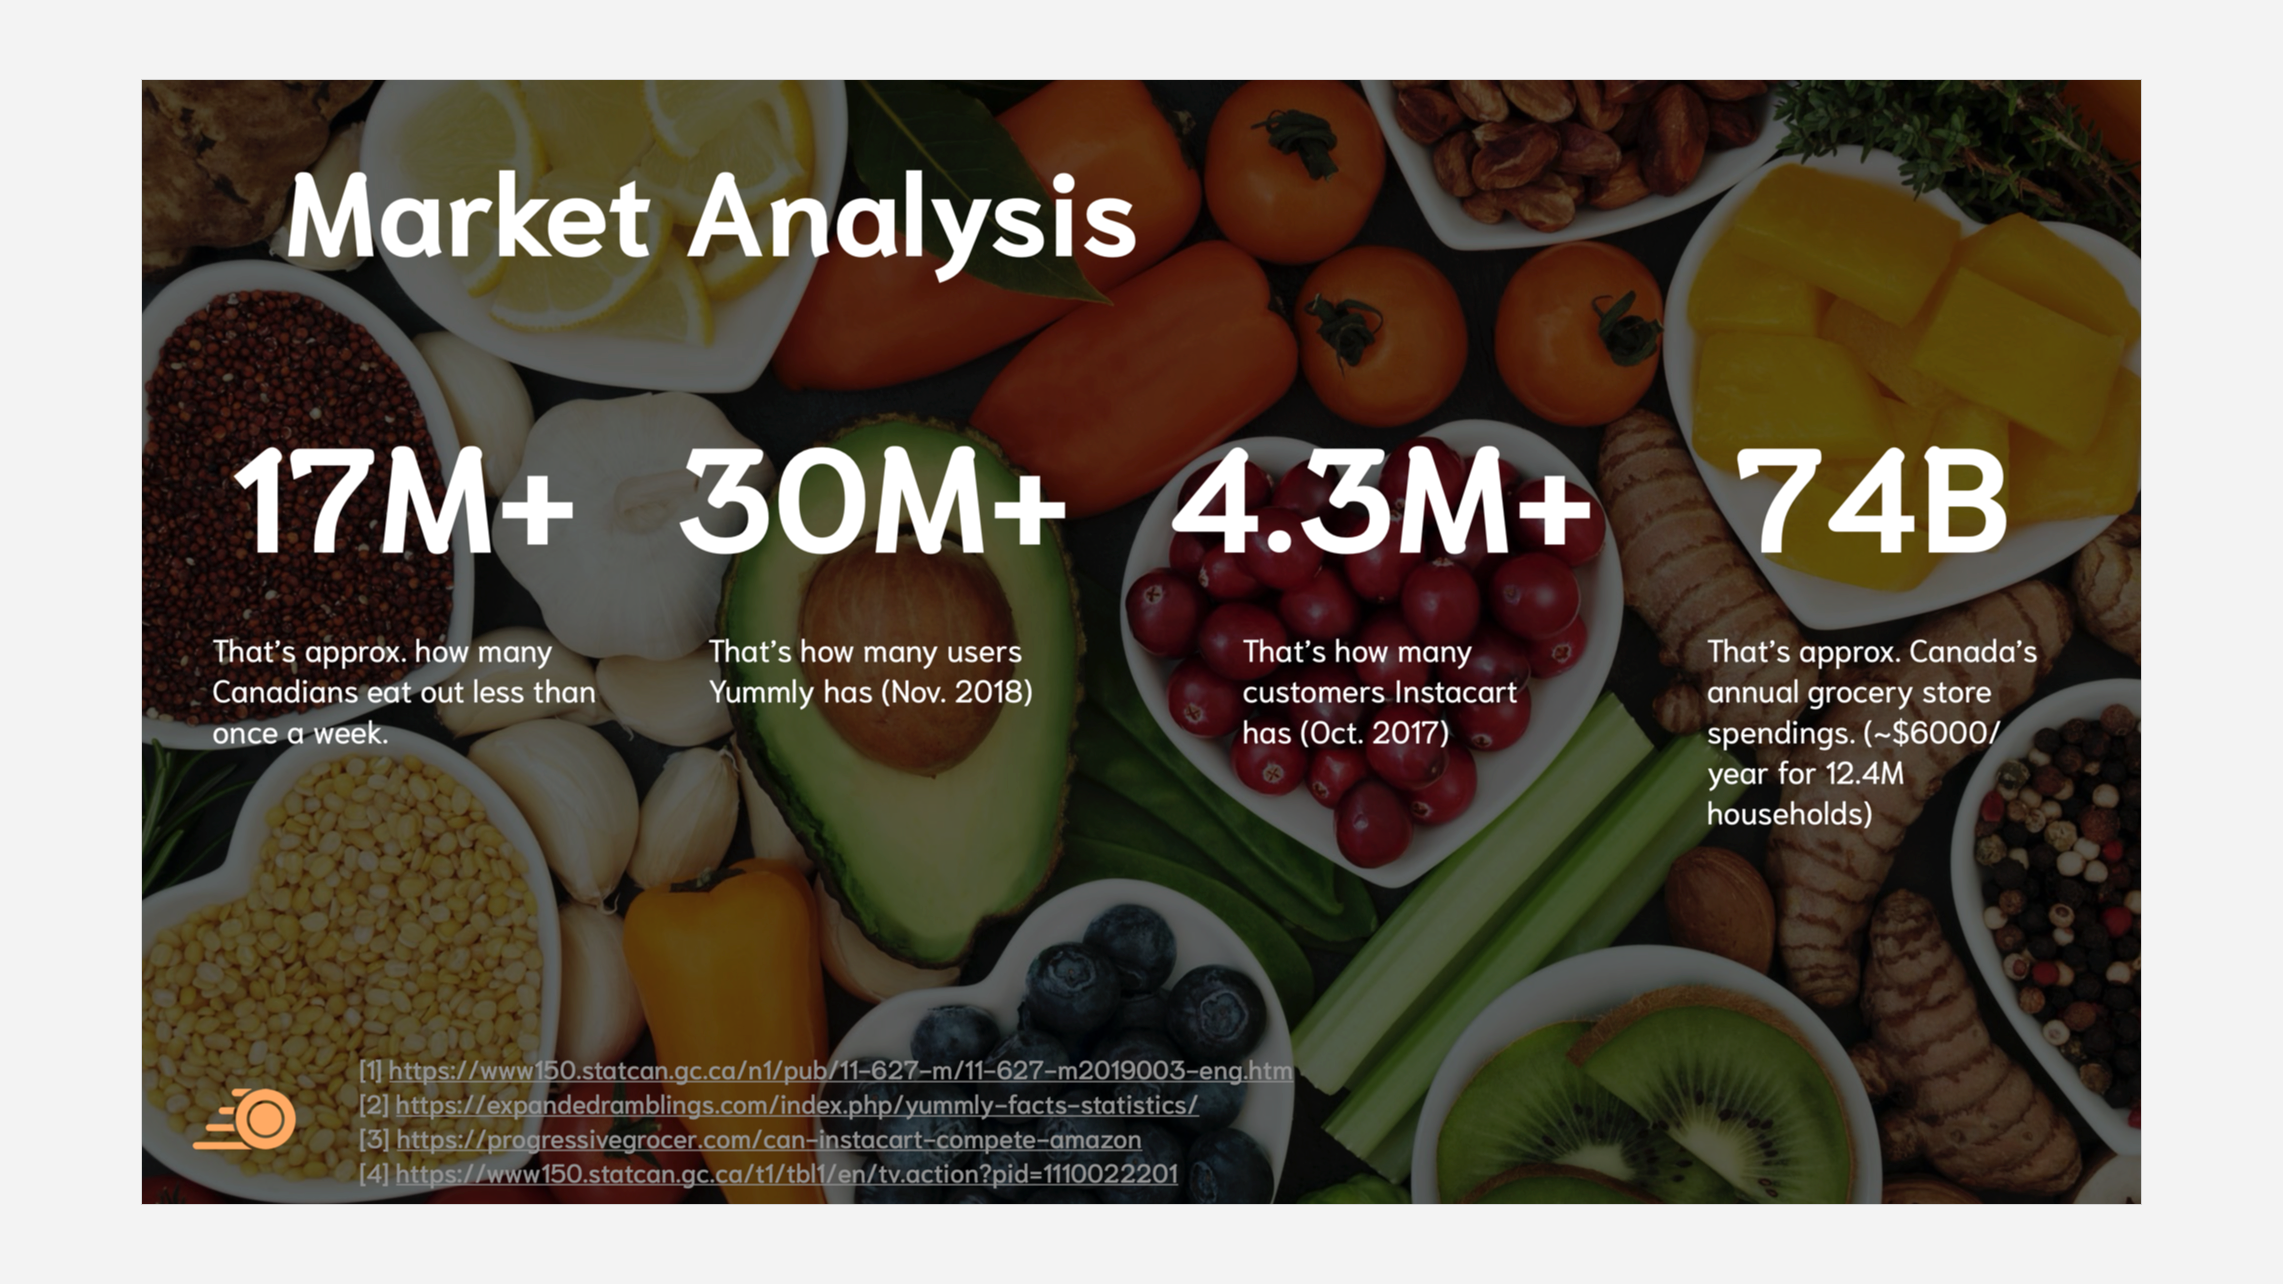 Market Analysis
17M+
30M+
4.3M+
74B
That's approx. how many
Canadians eat out less than
once a week.
That's how many users
Yummly has (Nov. 2018)
That's how many
customers Instacart
has (Oct. 2017)
That's approx. Canada's
annual grocery store
spendings. (~$6000/
year for 12.4M
households)
[1] https://www150.statcan.gc.ca/n1/pub/11-627-m/11-627-m2019003-eng.htm
[2] https://expandedramblings.com/index.php/yummly-facts-statistics/
[3] https://progressivegrocer.com/can-instacart-compete-amazon
[4] https://www150.statcan.gc.ca/t1/tbl1/en/tv.action?pid=1110022201